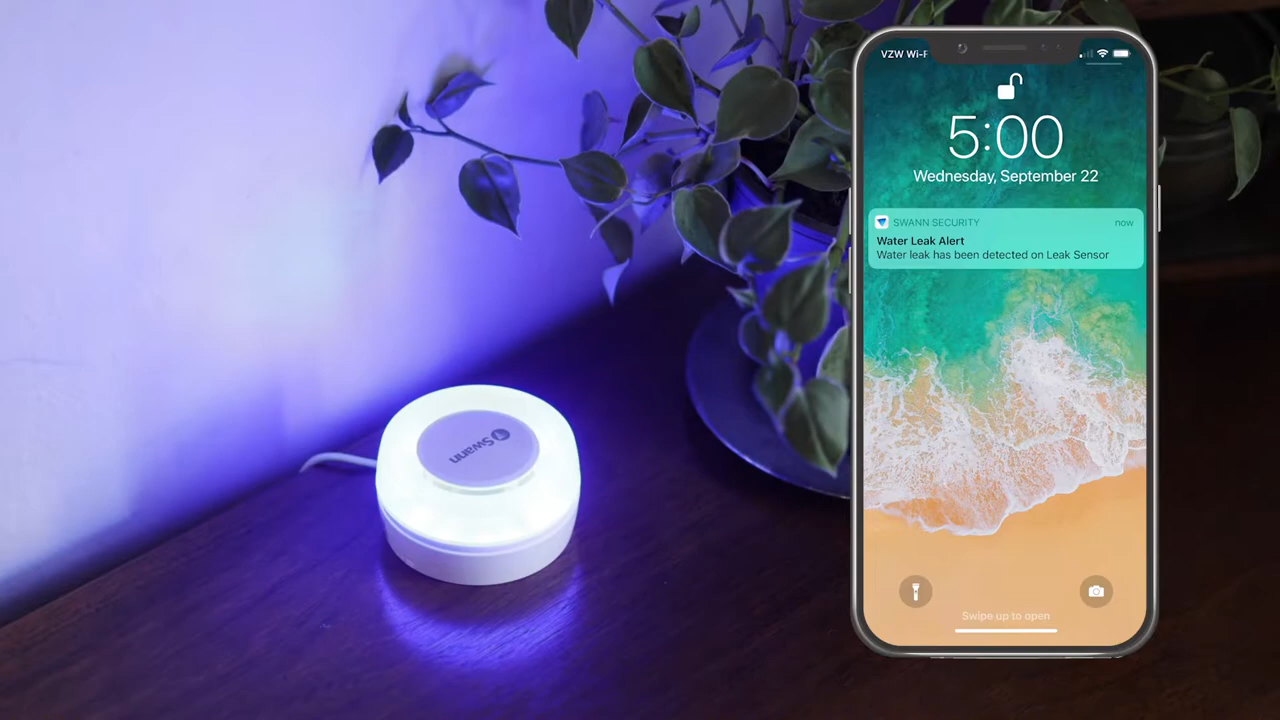 Swann
VZW Wi-F
5:00
Wednesday, September 22
SWANN SECURITY
now
Water Leak Alert
Water leak has been detected on Leak Sensor
Swipe up to open